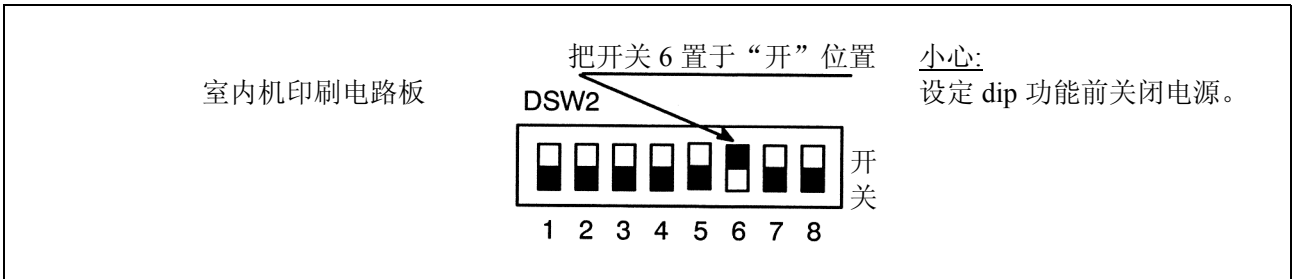 把开关 6 置于“开”位置
小心:
室内机印刷电路板
设定 dip 功能前关闭电源。
DSW2
开
关
1 2 3 4 5 6 7 8